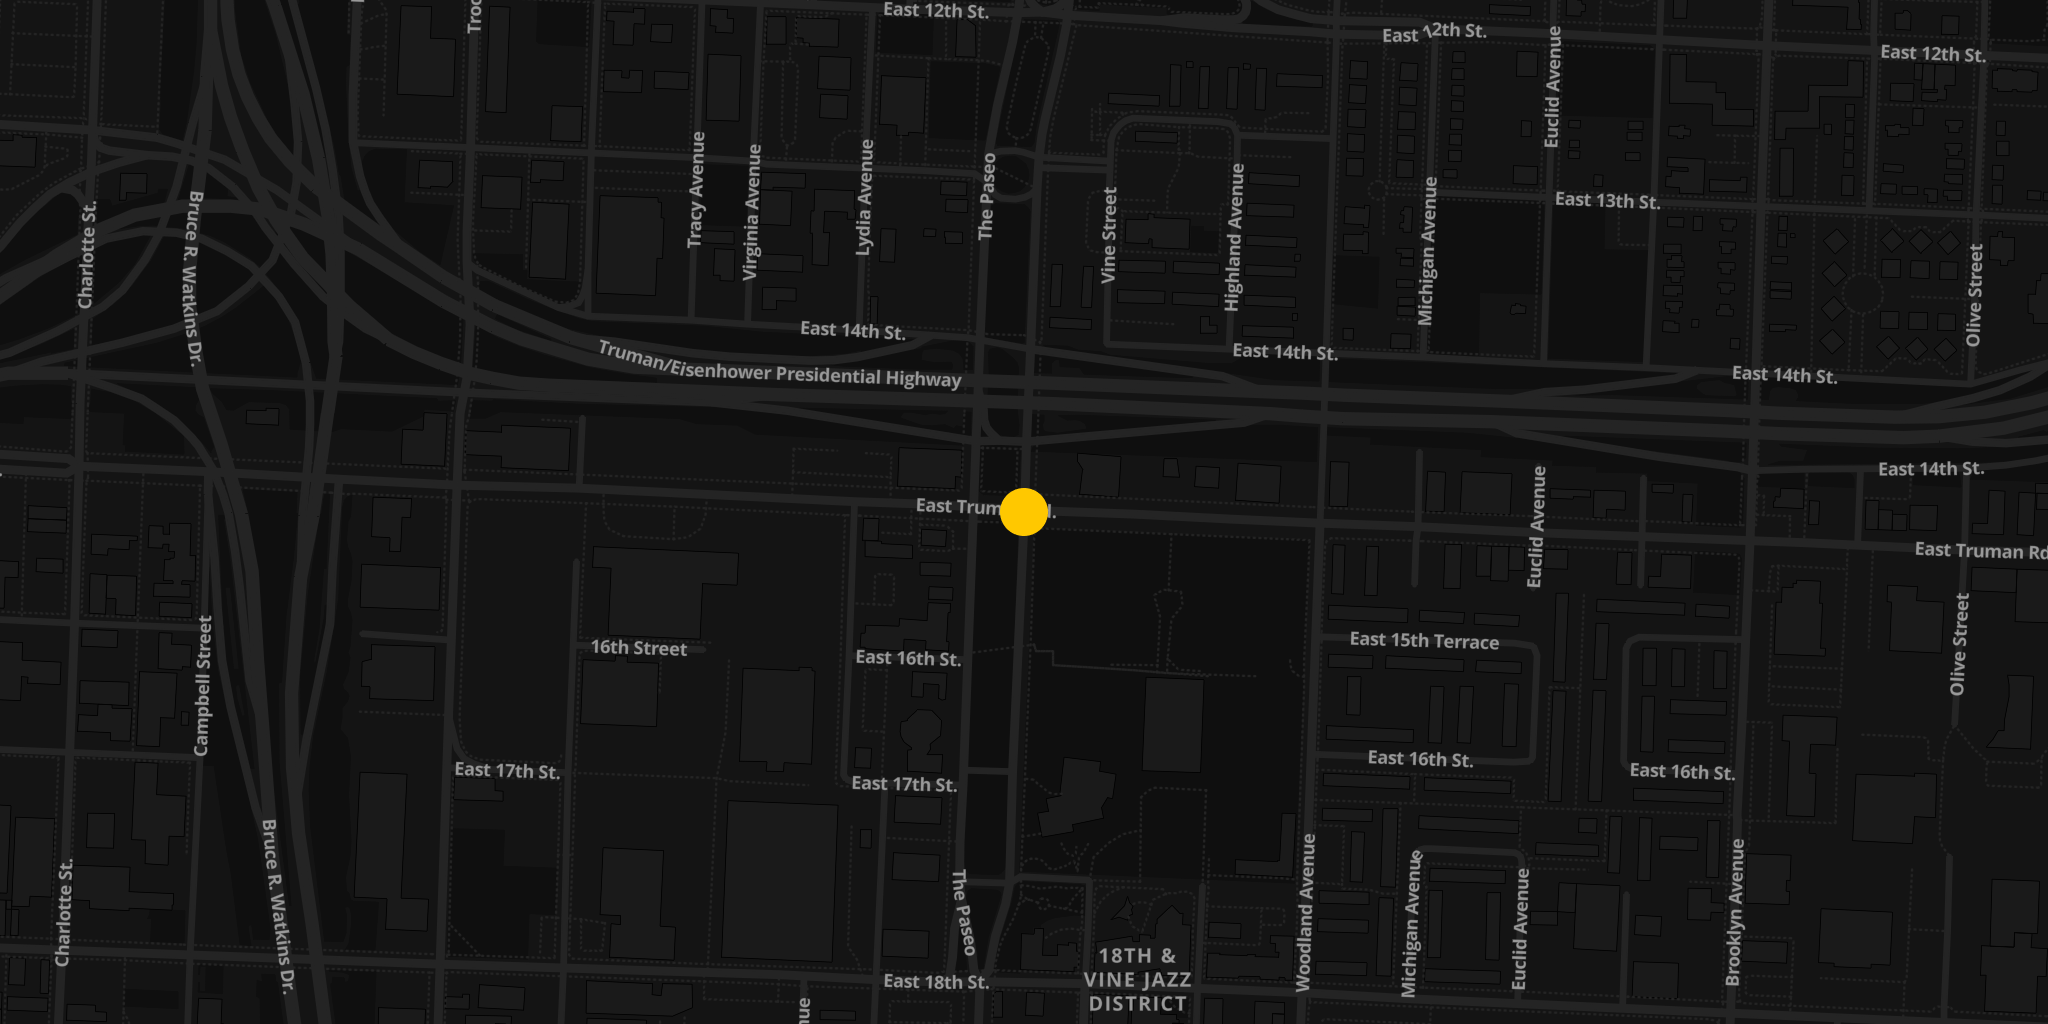 East 12th St.
East 12th St.
East 12th St.
Troo
Euclid Avenue
Tracy Avenue
Virginia Avenue
Lydia Avenue
The Paseo
Vine Street
Highland Avenue
Michigan Avenue
East 13th St.
Charlotte St.
Bruce R. Watkins Dr.
Olive Street
East 14th St.
Truman/Eisenhower Presidential Highway
East 14th St.
East 14th St.
East 14th St.
East Trum
East Truman Rd
Euclid Avenue
Campbell Street
16th Street
East 16th St.
East 15th Terrace
Olive Street
East 17th St.
East 17th St.
East 16th St.
East 16th St.
Charlotte St.
Bruce R. Watkins Dr.
The Paseo
Woodland Avenue
Michigan Avenue
Euclid Avenue
Brooklyn Avenue
East 18th St.
18TH &
VINE JAZZ
DISTRICT
nue